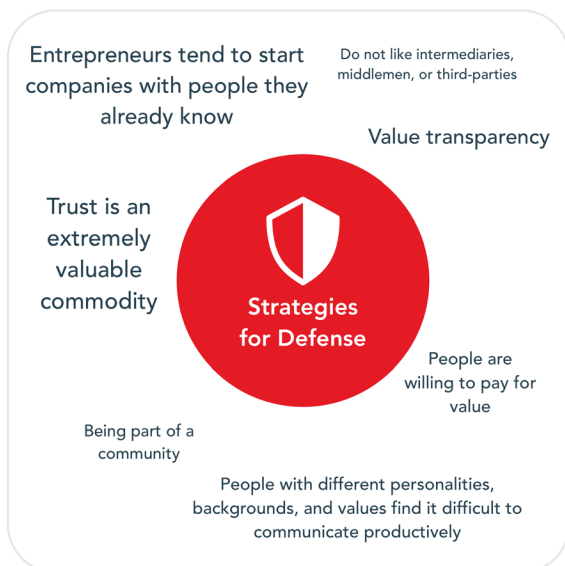 Entrepreneurs tend to start
companies with people they
already know
Do not like intermediaries,
middlemen, or third-parties
Value transparency
Trust is an
extremely
valuable
commodity
Strategies
for Defense
People are
willing to pay for
value
Being part of a
community
People with different personalities,
backgrounds, and values find it difficult to
communicate productively